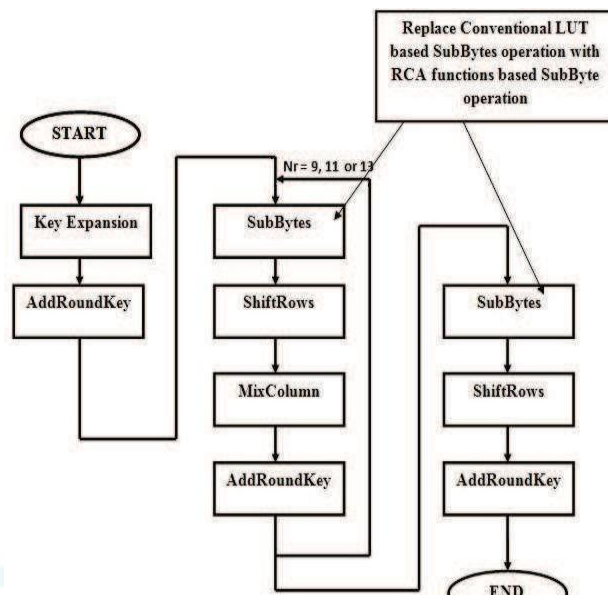 Replace Conventional LUT
based SubBytes operation with
RCA functions based SubByte
operation
START
Key Expansion
AddRoundKey
Nr = 9, 11 or 13
SubBytes
ShiftRows
MixColumn
AddRoundKey
SubBytes
ShiftRows
AddRoundKey
END